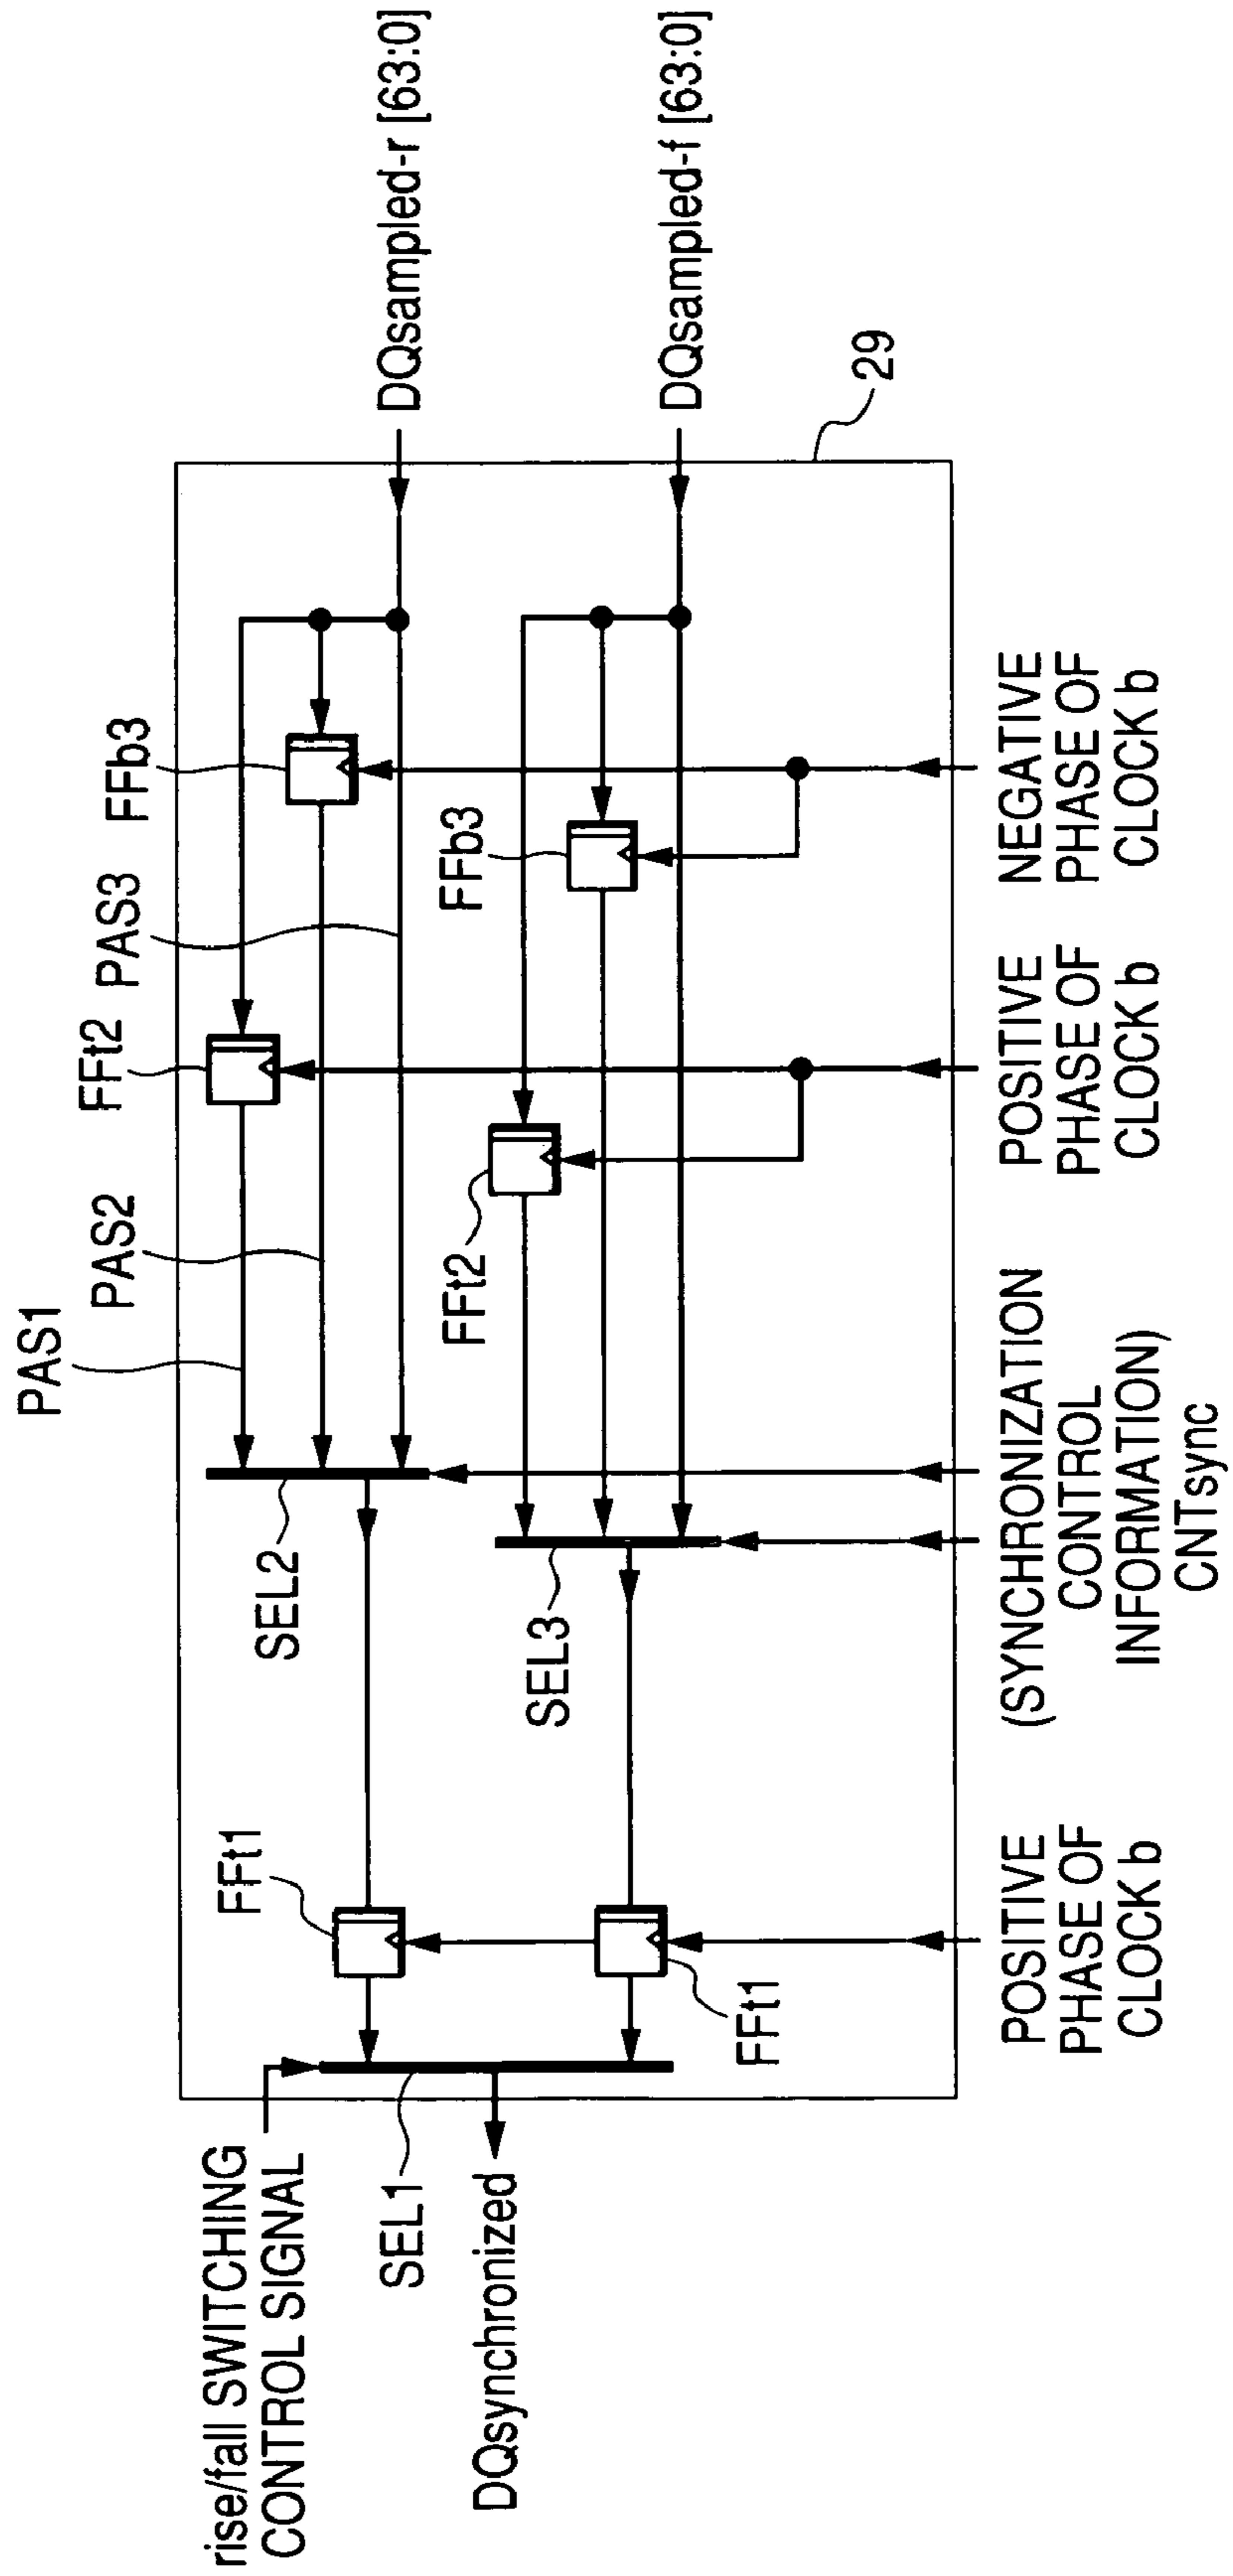 DQsampled-r [63:0]
DQsampled-f [63:0]
29
FFb3
PAS3
FFt2
PAS2
PAS1
FFb3
FFt2
SEL2
SEL3
FFt1
FFt1
SEL1
rise/fall SWITCHING
CONTROL SIGNAL
DQsynchronized
POSITIVE
PHASE OF
CLOCK b
(SYNCHRONIZATION
CONTROL
INFORMATION)
CNTsync
POSITIVE
PHASE OF
CLOCK b
NEGATIVE
PHASE OF
CLOCK b